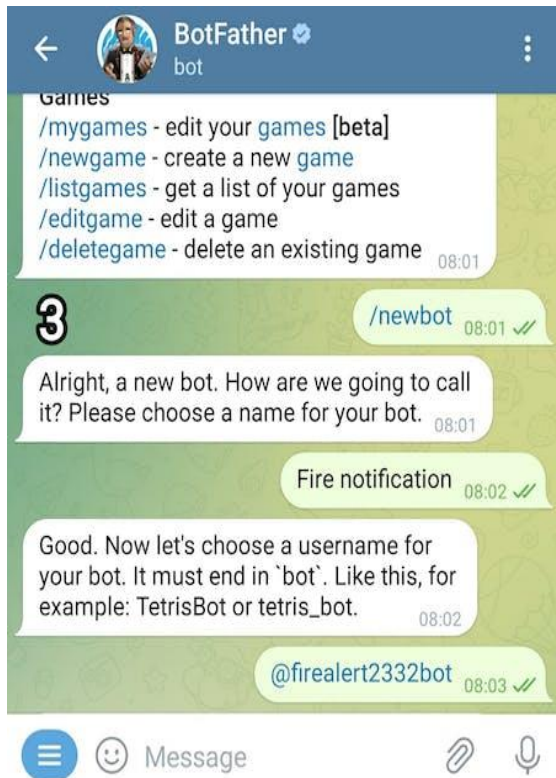 BotFather
bot
Games
/mygames - edit your games [beta]
/newgame - create a new game
/listgames - get a list of your games
/editgame - edit a game
/deletegame - delete an existing game
08:01
3
/newbot 08:01
Alright, a new bot. How are we going to call
it? Please choose a name for your bot. 08:01
Fire notification 08:02
Good. Now let's choose a username for
your bot. It must end in `bot`. Like this, for
example: TetrisBot or tetris_bot. 08:02
@firealert2332bot 08:03
Message